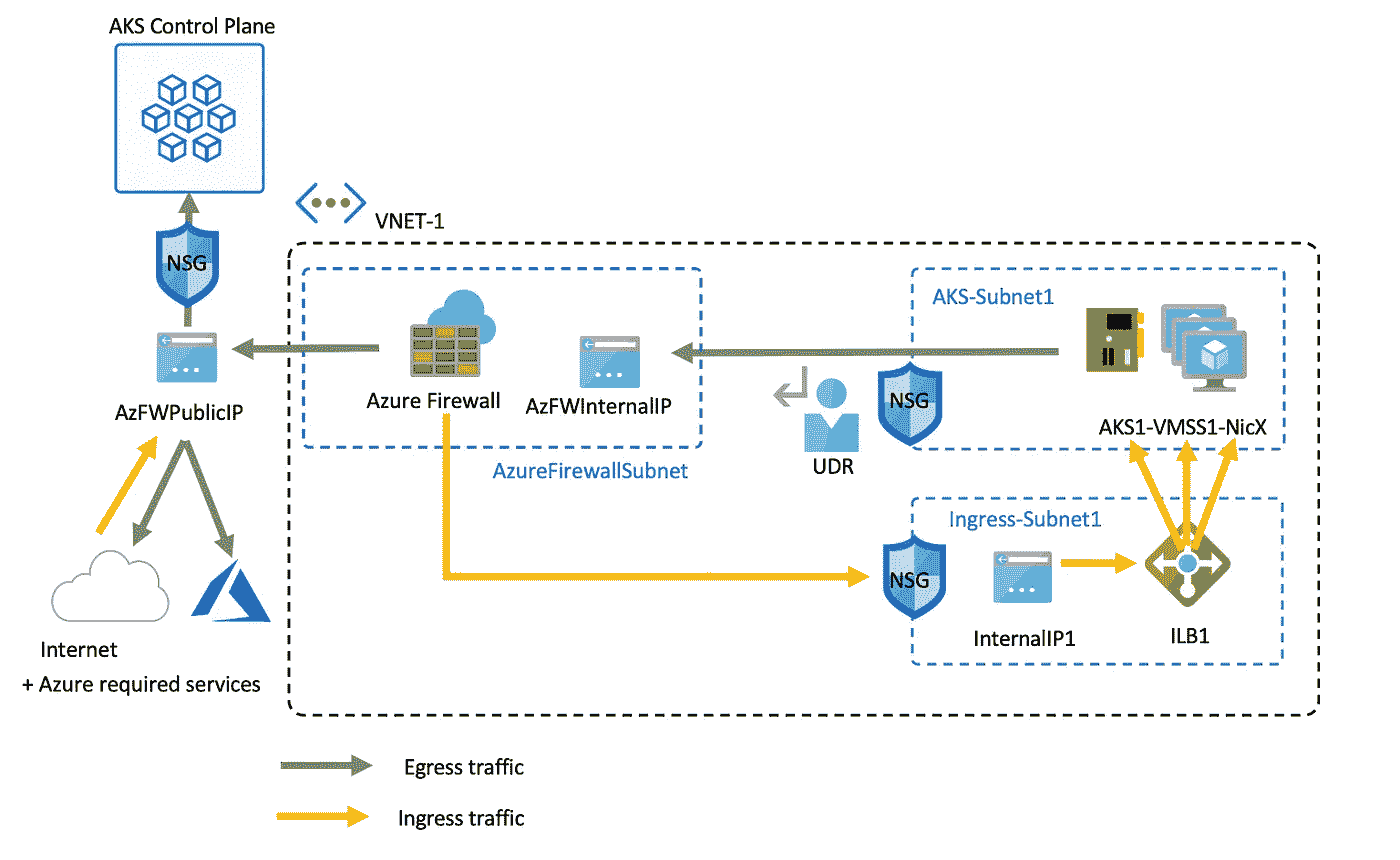 AKS Control Plane
NSG
VNET-1
AKS-Subnet1
Azure Firewall
AzFWInternalIP
AzFWPublicIP
NSG
AKS1-VMSS1-NicX
AzureFirewallSubnet
UDR
Ingress-Subnet1
NSG
InternalIP1
ILB1
Internet
+ Azure required services
Egress traffic
Ingress traffic